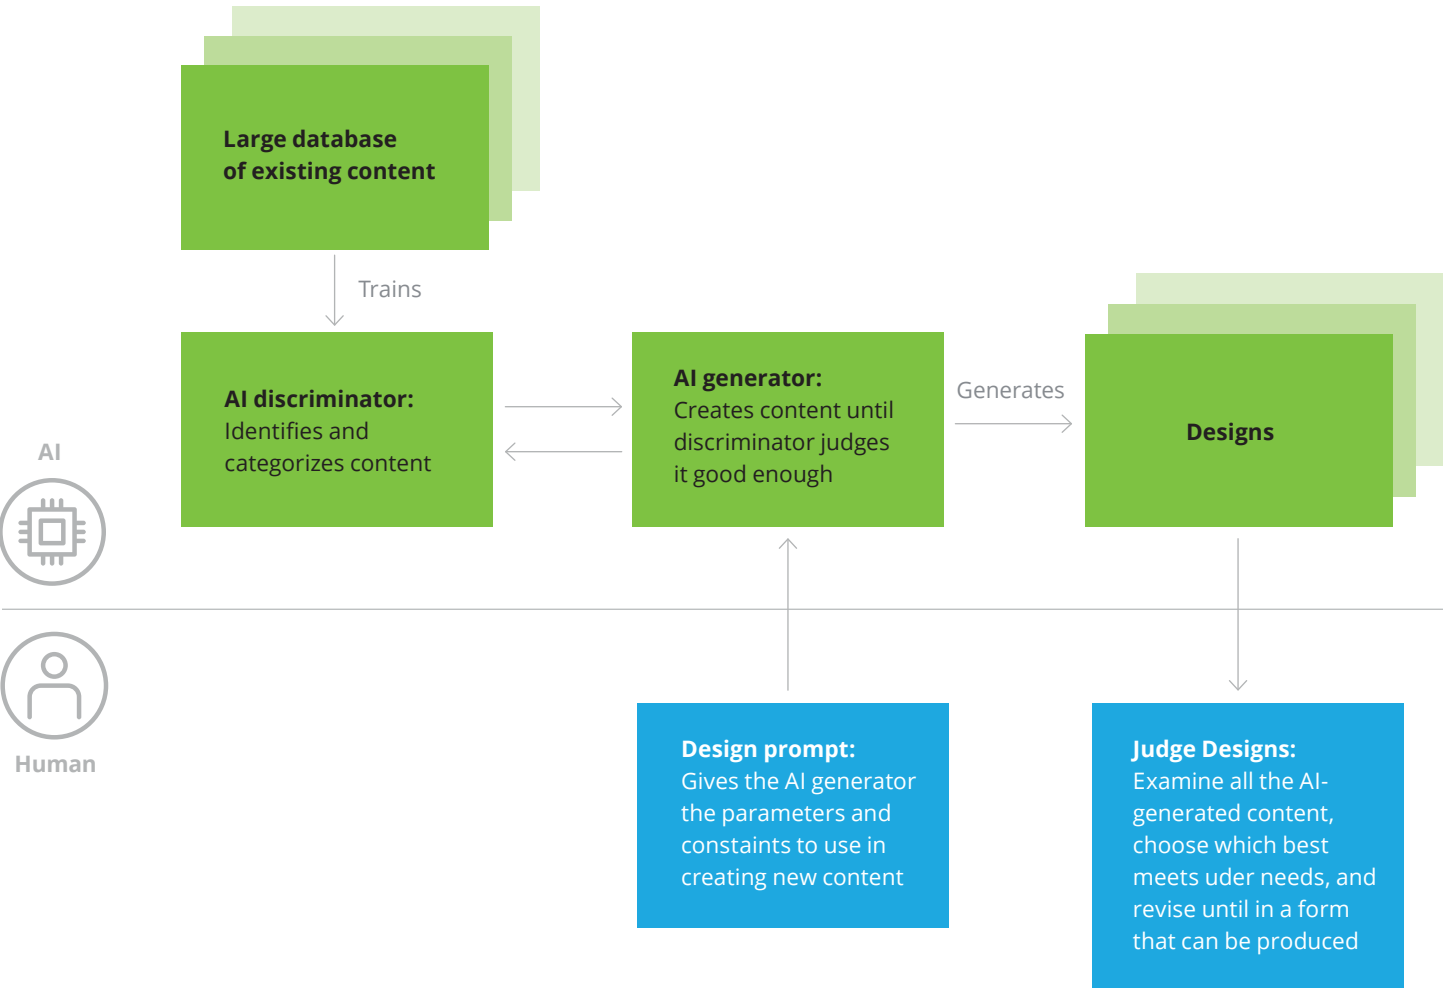 Large database
of existing content
Trains
AI discriminator:
Identifies and
categorizes content
AI generator:
Creates content until
discriminator judges
it good enough
Generates
Designs
AI
Human
Design prompt:
Gives the AI generator
the parameters and
constaints to use in
creating new content
Judge Designs:
Examine all the AI-
generated content,
choose which best
meets uder needs, and
revise until in a form
that can be produced